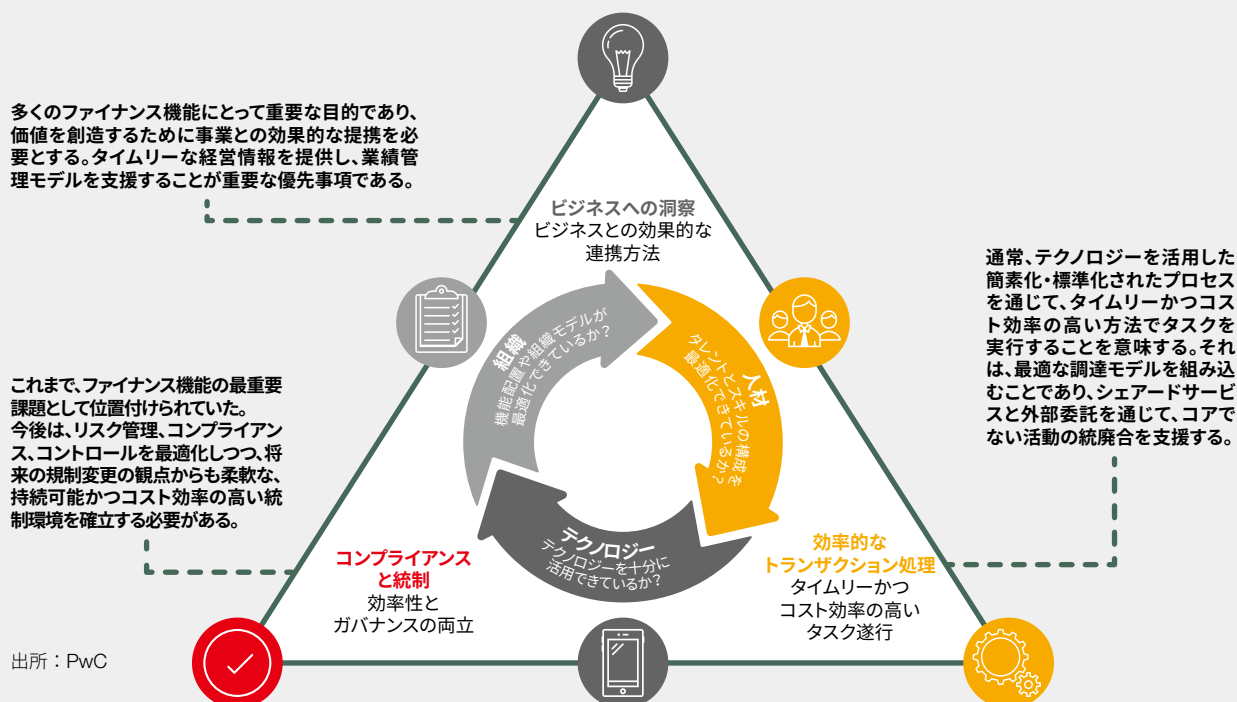 多くのファイナンス機能にとって重要な目的であり、
価値を創造するために事業との効果的な提携を必
要とする。タイムリーな経営情報を提供し、業績管
理モデルを支援することが重要な優先事項である。
ビジネスへの洞察
ビジネスとの効果的な
連携方法
通常、テクノロジーを活用した
簡素化・標準化されたプロセス
を通じて、タイムリーかつコス
ト効率の高い方法でタスクを
実行することを意味する。それ
は、最適な調達モデルを組み込
むことであり、シェアードサービ
スと外部委託を通じて、コアで
ない活動の統廃合を支援する。
組織
機能配置や組織モデルが
最適化できているか？
人材
タレントとスキルの構成を
最適化できているか？
これまで、ファイナンス機能の最重要
課題として位置付けられていた。
今後は、リスク管理、コンプライアン
ス、コントロールを最適化しつつ、将
来の規制変更の観点からも柔軟な、
持続可能かつコスト効率の高い統
制環境を確立する必要がある。
テクノロジー
テクノロジーを十分に
活用できているか？
コンプライアンス
と統制
効率性と
ガバナンスの両立
効率的な
トランザクション処理
タイムリーかつ
コスト効率の高い
タスク遂行
出所：PwC